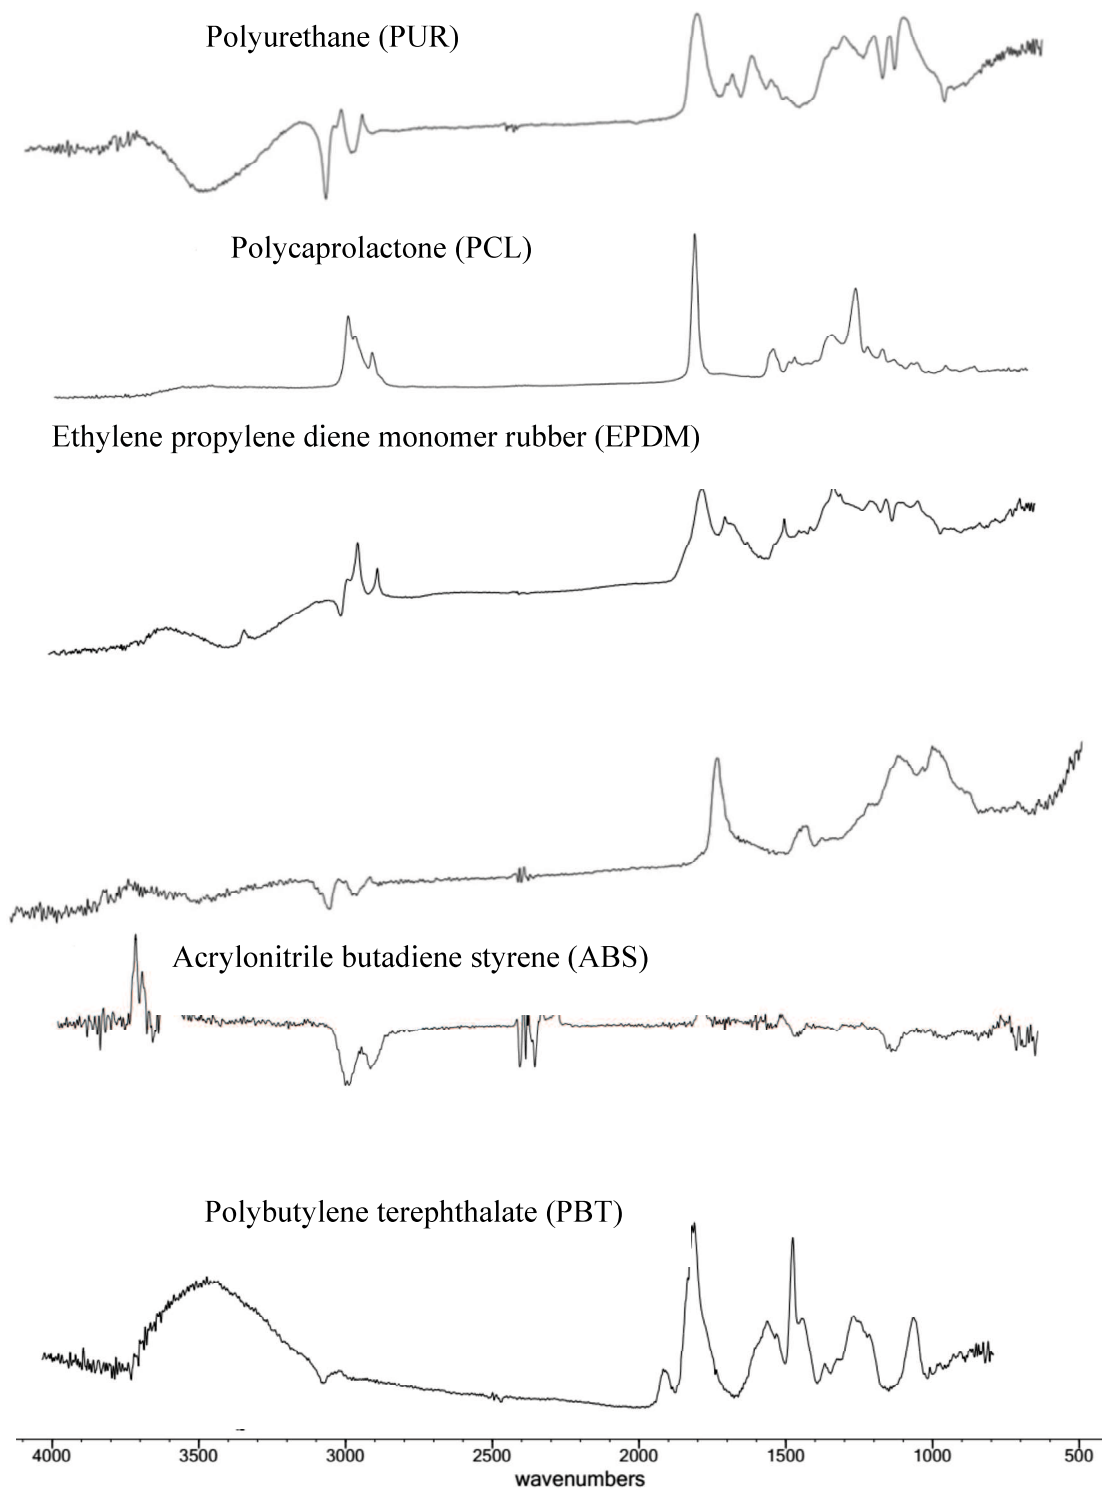 Polyurethane (PUR)
Polycaprolactone (PCL)
Ethylene propylene diene monomer rubber (EPDM)
Acrylonitrile butadiene styrene (ABS)
Polybutylene terephthalate (PBT)
4000 3500 3000 2500 2000 1500 1000 500
wavenumbers